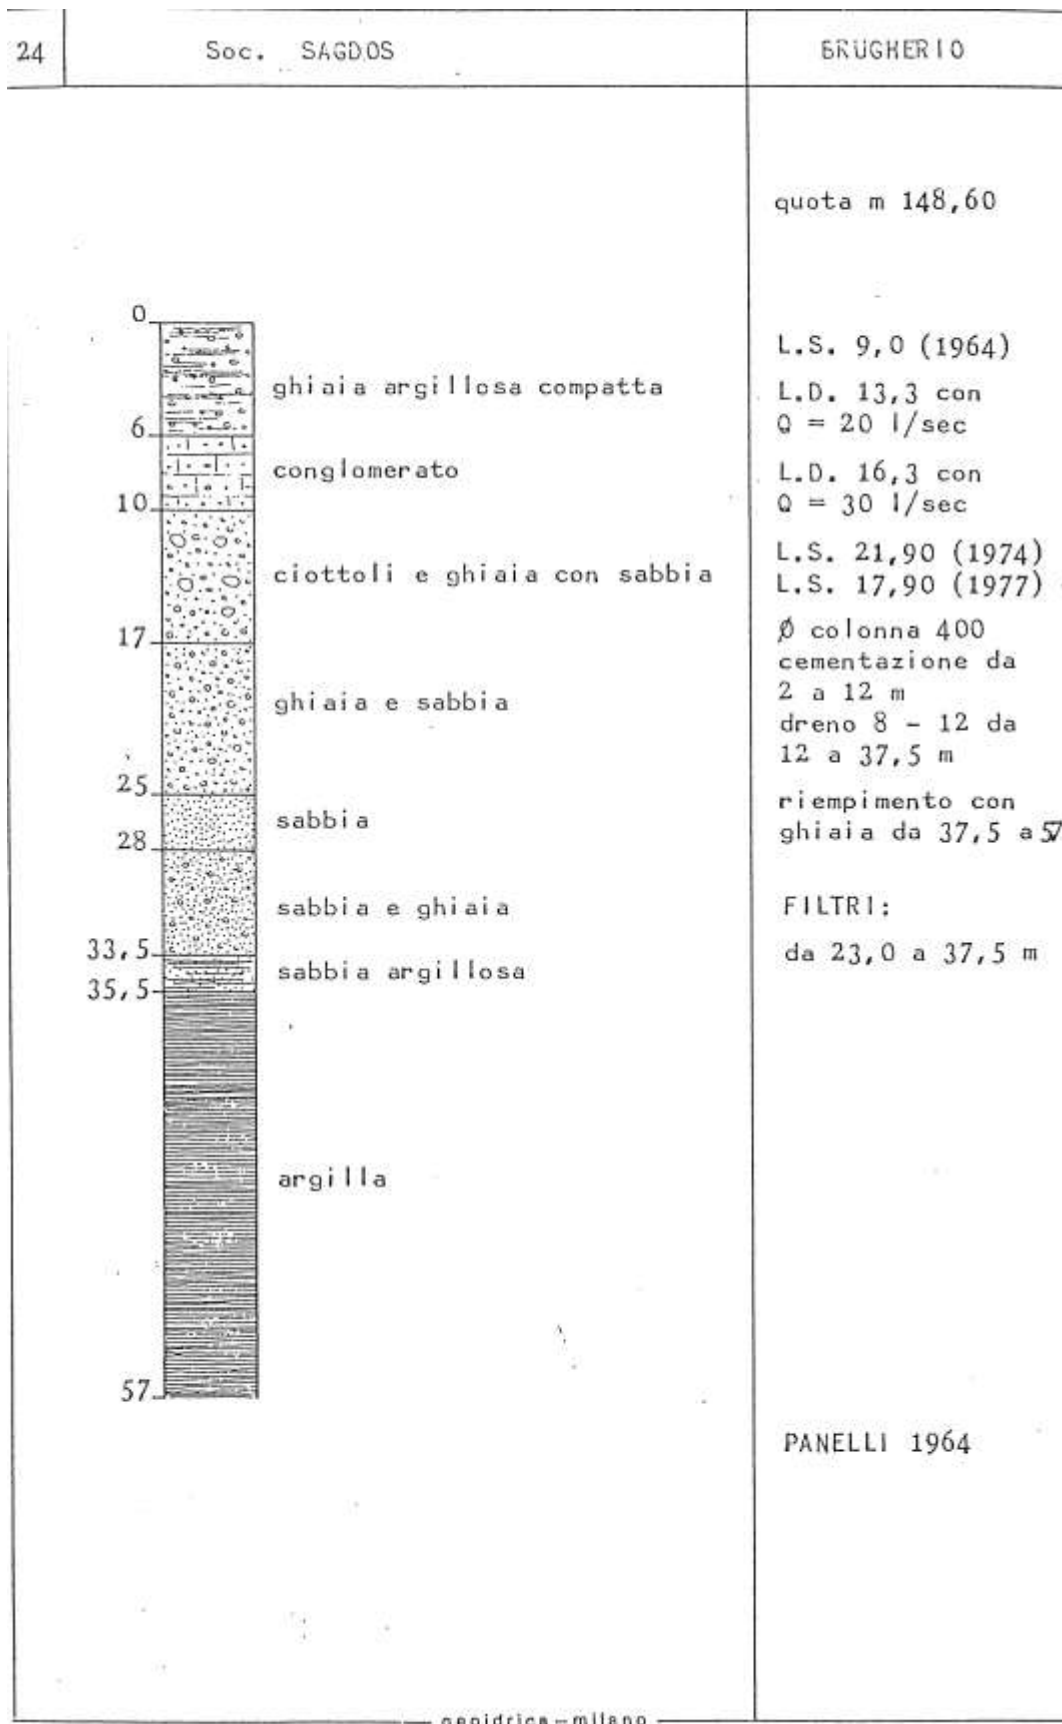 24
Soc. SAGDOS
BRUGHERIO
quota m 148,60
0
ghiaia argillosa compatta
6
conglomerato
10
ciottoli e ghiaia con sabbia
17
ghiaia e sabbia
25
sabbia
28
sabbia e ghiaia
33,5
sabbia argillosa
35,5
argilla
57
L.S. 9,0 (1964)
L.D. 13,3 con
Q = 20 l/sec
L.D. 16,3 con
Q = 30 l/sec
L.S. 21,90 (1974)
L.S. 17,90 (1977)
Ø colonna 400
cementazione da
2 a 12 m
dreno 8 - 12 da
12 a 37,5 m
riempimento con
ghiaia da 37,5 a 57
FILTRI:
da 23,0 a 37,5 m
PANELLI 1964
geoidrica - milano